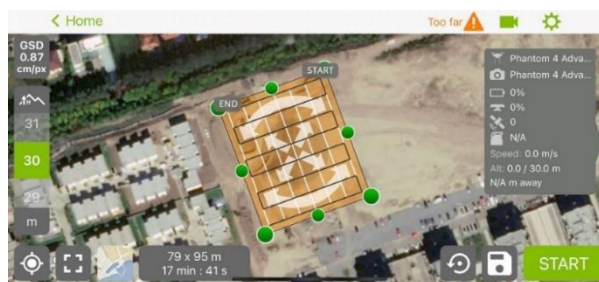 Home
Too far
GSD
0.87
cm/px
START
END
31
30
29
m
Phantom 4 Adva...
Phantom 4 Adva...
0%
0%
0
N/A
Speed: 0.0 m/s
Alt: 0.0 / 30.0 m
N/A m away
79 x 95 m
17 min : 41 s
START